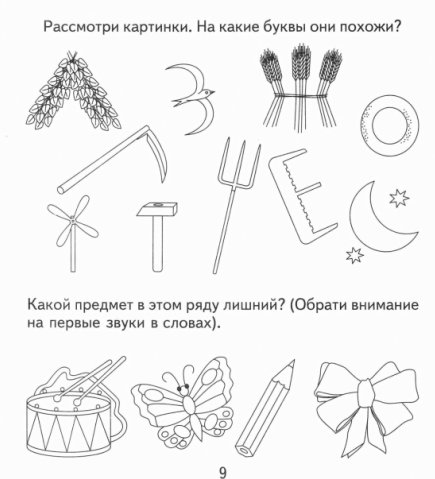 Рассмотри картинки. На какие буквы они похожи?
Какой предмет в этом ряду лишний? (Обрати внимание
на первые звуки в словах).
9